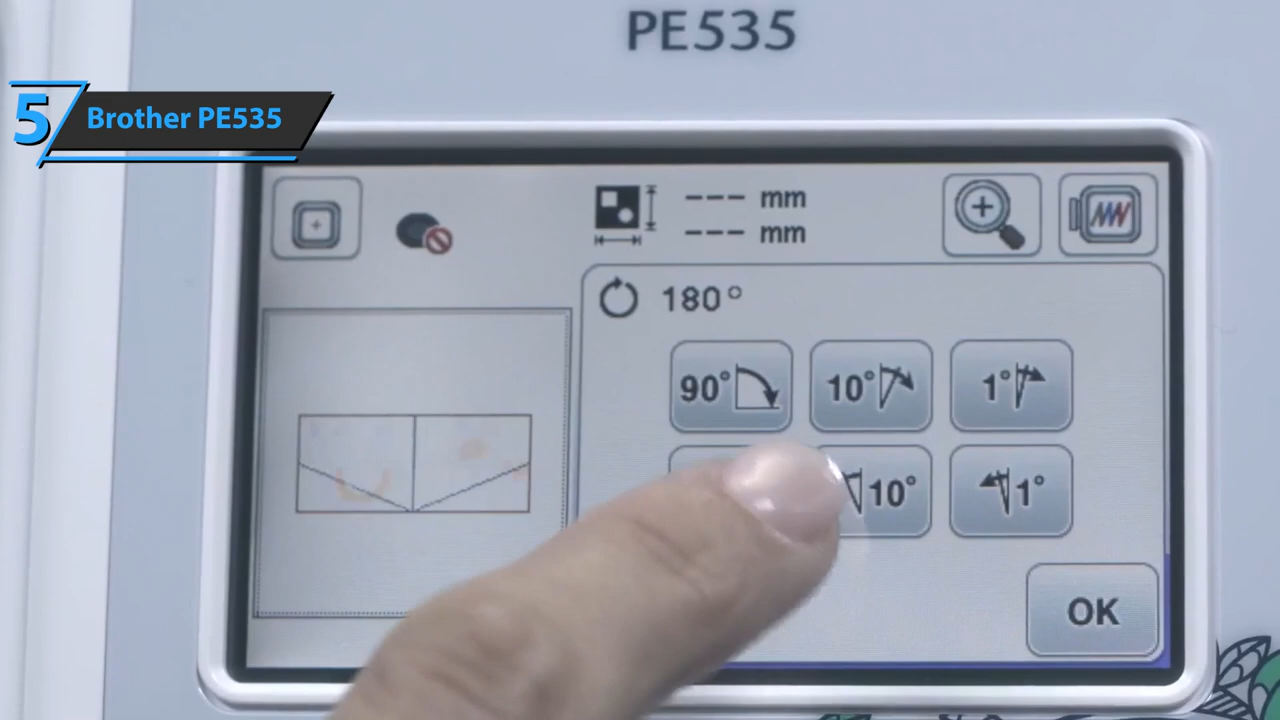 PE535
5
Brother PE535
--- mm
--- mm
180°
90° 10° 1°
10° 1°
OK